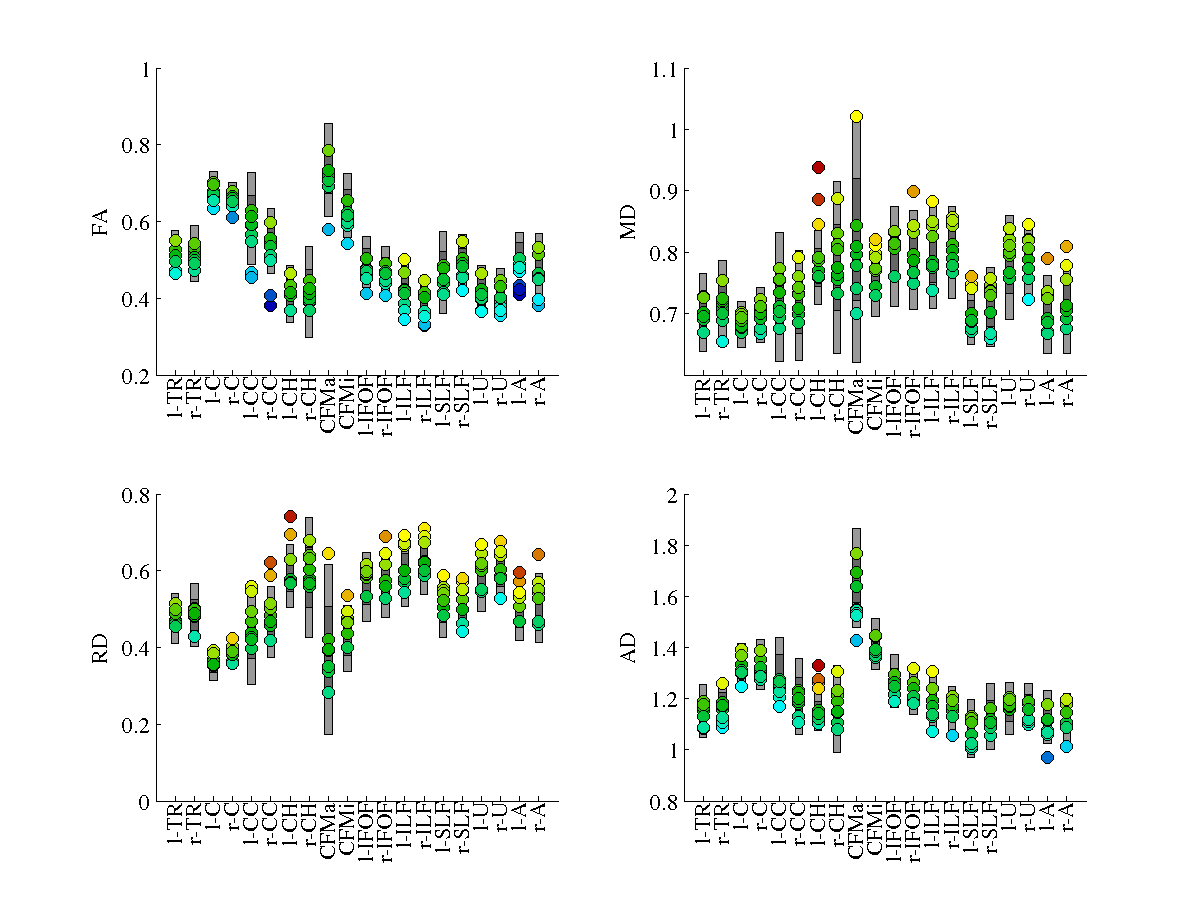 1
0.8
0.6
0.4
0.2
FA
l-TR r-TR l-C r-C l-CC r-CC l-CH r-CH CFMa CFMi l-IFOF r-IFOF l-ILF r-ILF l-SLF r-SLF l-U r-U l-A r-A
1.1
1
0.9
0.8
0.7
MD
l-TR r-TR l-C r-C l-CC r-CC l-CH r-CH CFMa CFMi l-IFOF r-IFOF l-ILF r-ILF l-SLF r-SLF l-U r-U l-A r-A
0.8
0.6
0.4
0.2
0
RD
l-TR r-TR l-C r-C l-CC r-CC l-CH r-CH CFMa CFMi l-IFOF r-IFOF l-ILF r-ILF l-SLF r-SLF l-U r-U l-A r-A
2
1.8
1.6
1.4
1.2
1
0.8
AD
l-TR r-TR l-C r-C l-CC r-CC l-CH r-CH CFMa CFMi l-IFOF r-IFOF l-ILF r-ILF l-SLF r-SLF l-U r-U l-A r-A